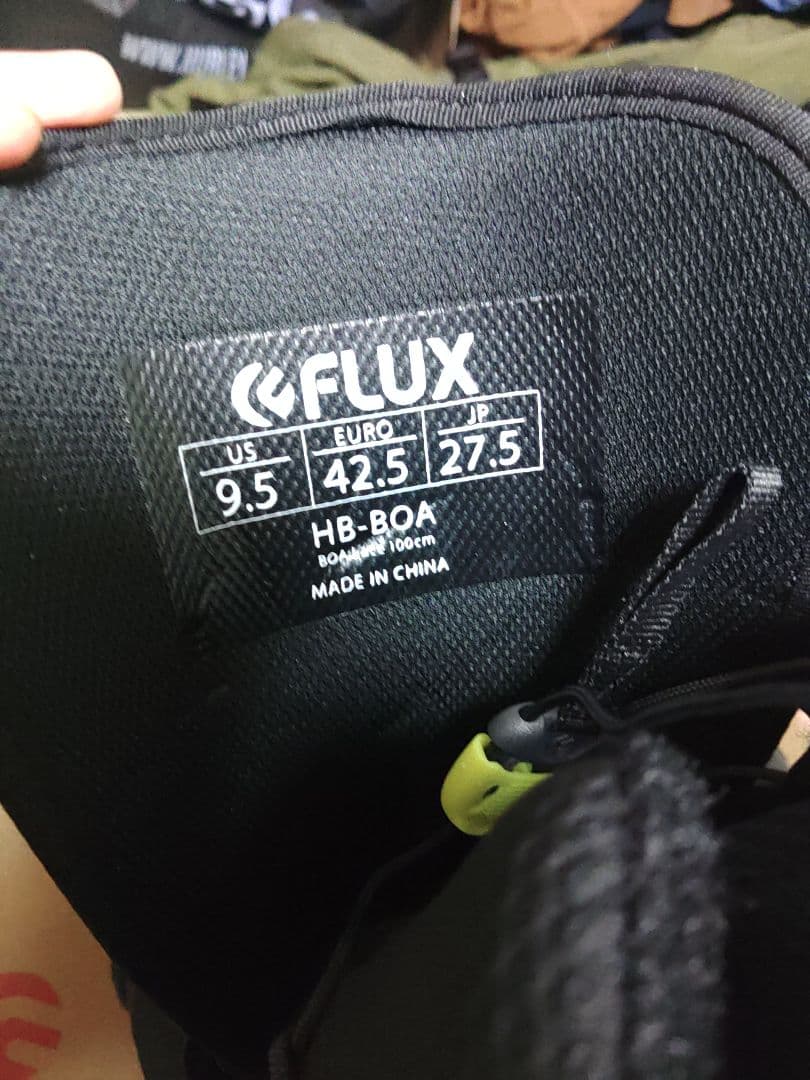 FLUX
US EURO JP
9.5 42.5 27.5
HB-BOA
100cm
MADE IN CHINA